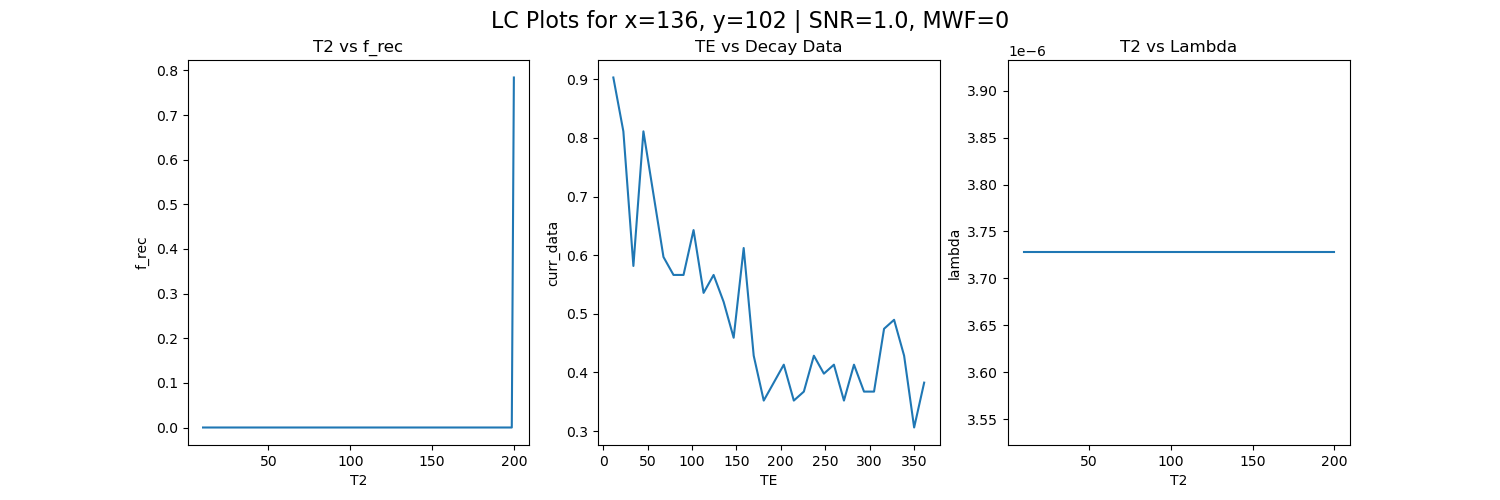 LC Plots for x=136, y=102 | SNR=1.0, MWF=0
T2 vs f_rec
0.8
0.7
0.6
0.5
0.4
0.3
0.2
0.1
0.0
f_rec
50 100 150 200
T2
TE vs Decay Data
0.9
0.8
0.7
0.6
0.5
0.4
0.3
curr_data
0 50 100 150 200 250 300 350
TE
T2 vs Lambda
1e−6
3.90
3.85
3.80
3.75
3.70
3.65
3.60
3.55
lambda
50 100 150 200
T2